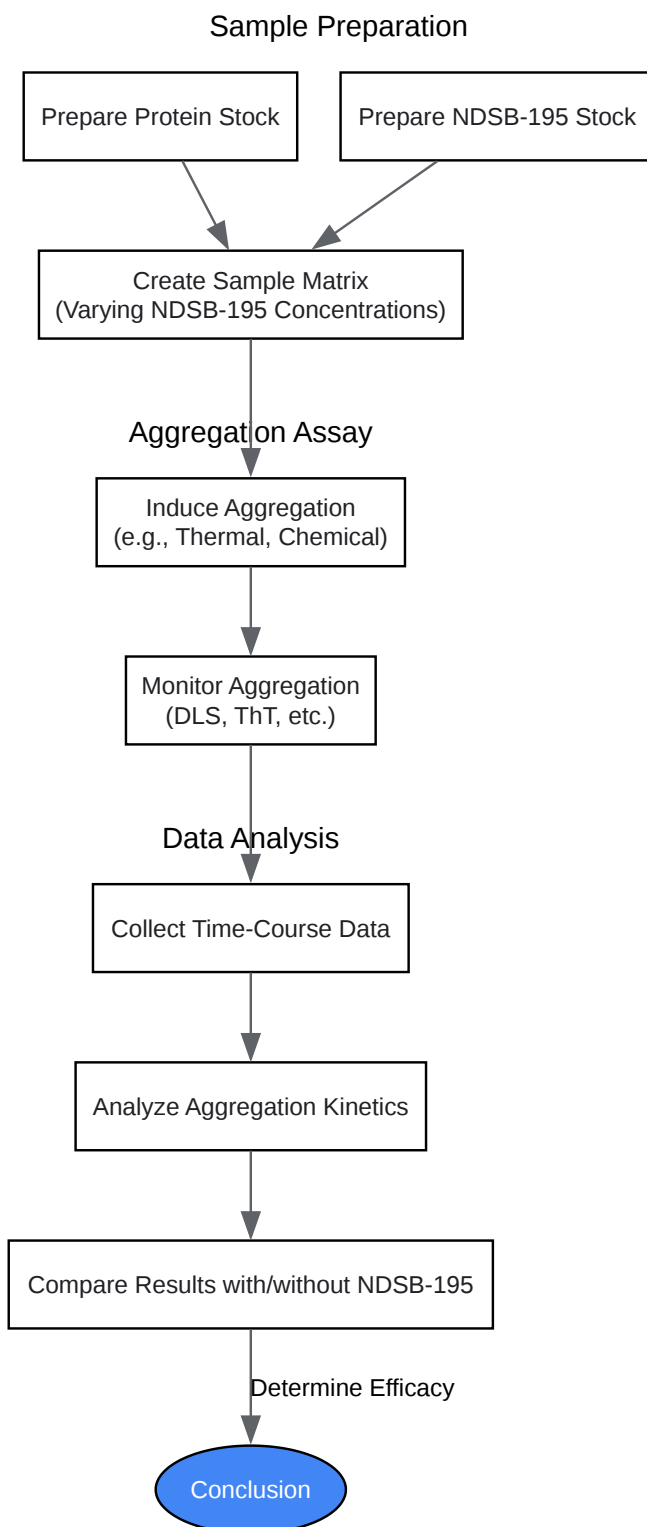 Sample Preparation
Prepare Protein Stock
Prepare NDSB-195 Stock
Create Sample Matrix
(Varying NDSB-195 Concentrations)
Aggregation Assay
Induce Aggregation
(e.g., Thermal, Chemical)
Monitor Aggregation
(DLS, ThT, etc.)
Data Analysis
Collect Time-Course Data
Analyze Aggregation Kinetics
Compare Results with/without NDSB-195
Determine Efficacy
Conclusion